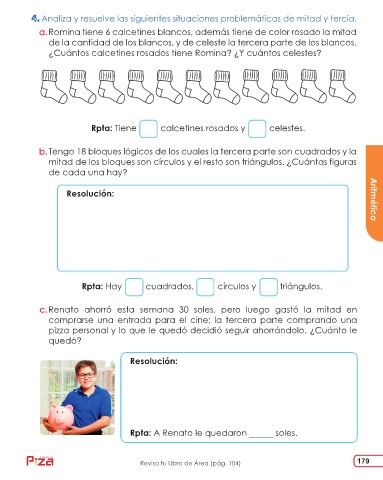 4. Analiza y resuelve las siguientes situaciones problemáticas de mitad y tercia.
a. Romina tiene 6 calcetines blancos, además tiene de color rosado la mitad
de la cantidad de los blancos, y de celeste la tercera parte de los blancos.
¿Cuántos calcetines rosados tiene Romina? ¿Y cuántos celestes?
Rpta: Tiene calcetines rosados y celestes.
b. Tengo 18 bloques lógicos de los cuales la tercera parte son cuadrados y la
mitad de los bloques son círculos y el resto son triángulos. ¿Cuántas figuras
de cada una hay?
Resolución:
Aritmética
Rpta: Hay cuadrados, círculos y triángulos.
c. Renato ahorró esta semana 30 soles, pero luego gastó la mitad en
comprarse una entrada para el cine; la tercera parte comprando una
pizza personal y lo que le quedó decidió seguir ahorrándolo. ¿Cuánto le
quedó?
Resolución:
Rpta: A Renato le quedaron ______ soles.
Piza
Revisa tu Libro de Área (pág. 104)
179